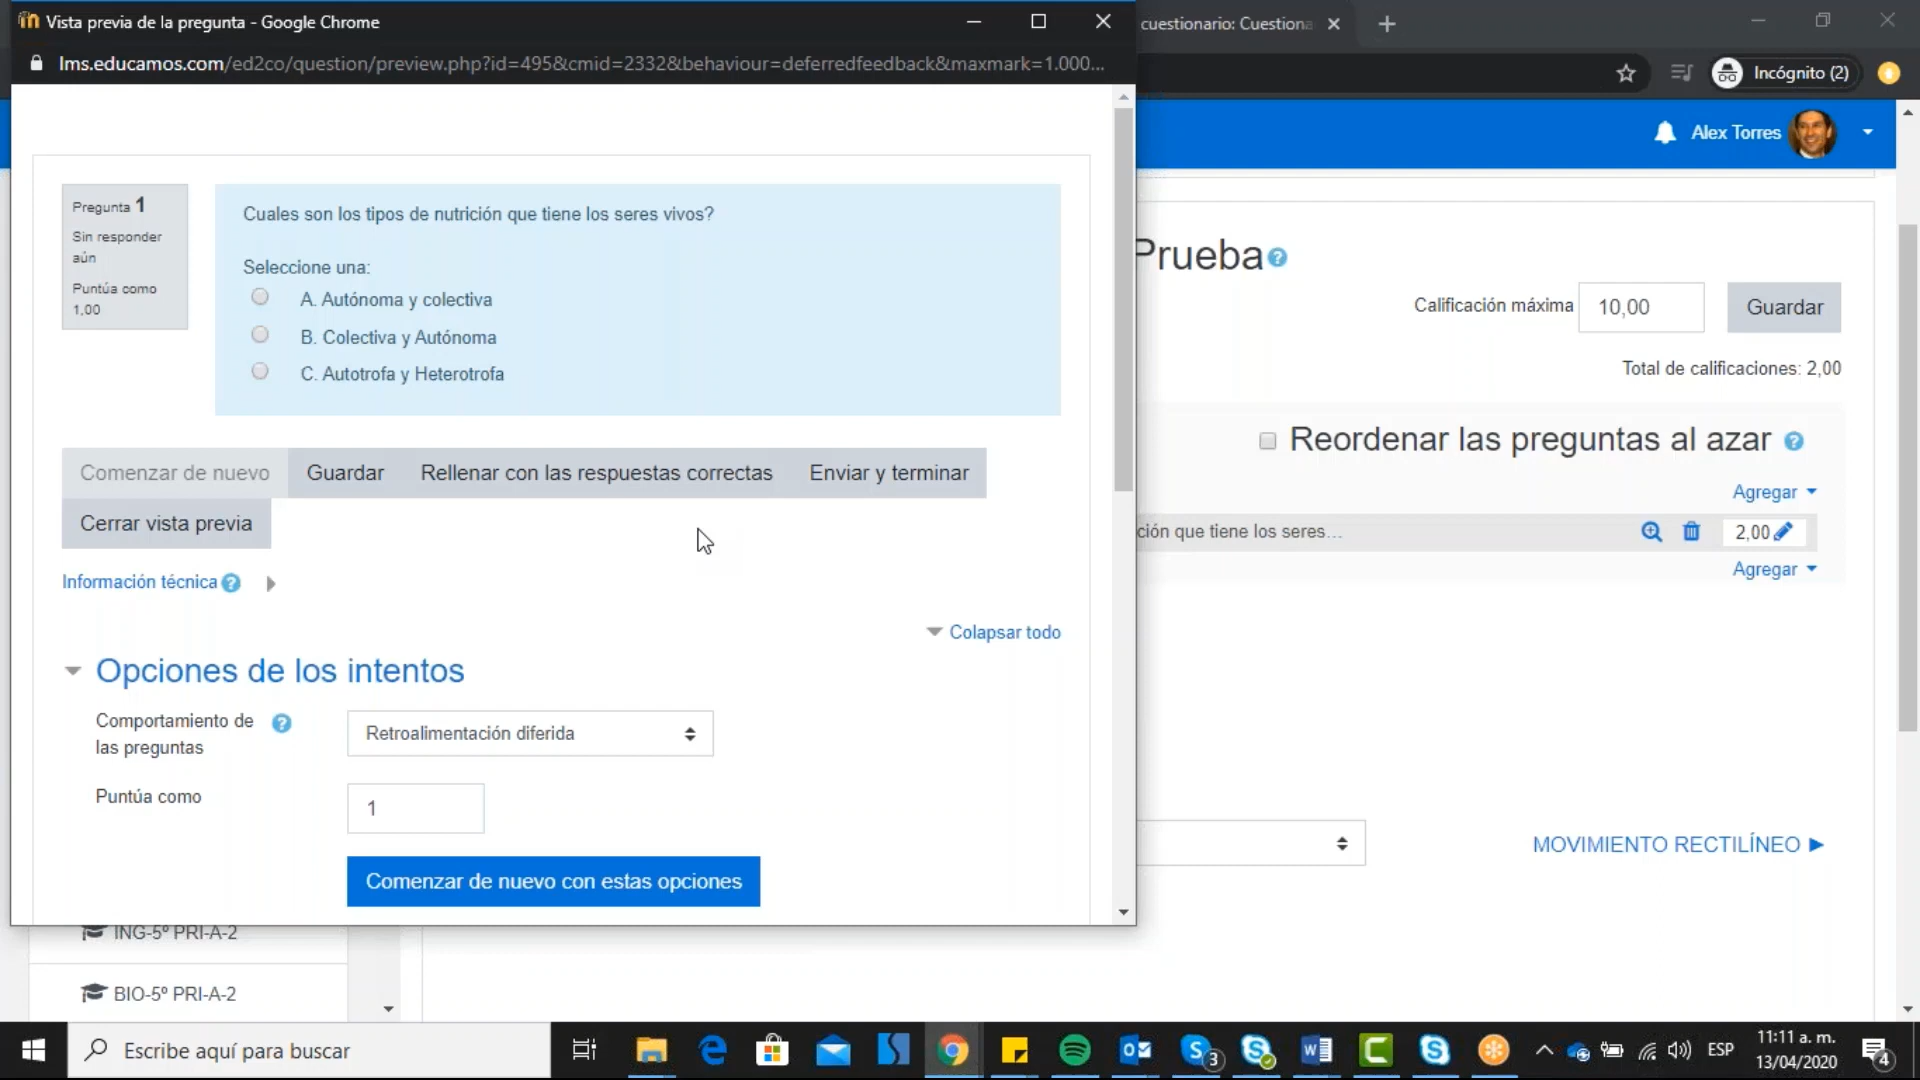 Vista previa de la pregunta - Google Chrome
cuestionario: Cuestiona
lms.educamos.com/ed2co/question/preview.php?id=495&cmid=2332&behaviour=deferredfeedback&maxmark=1.000...
Incógnito (2)
Alex Torres
Pregunta 1
Sin responder
aún
Puntúa como
1,00
Cuales son los tipos de nutrición que tiene los seres vivos?
Seleccione una:
A. Autónoma y colectiva
B. Colectiva y Autónoma
C. Autotrofa y Heterotrofa
Comenzar de nuevo
Guardar
Rellenar con las respuestas correctas
Enviar y terminar
Cerrar vista previa
Información técnica
Colapsar todo
Opciones de los intentos
Comportamiento de
las preguntas
Retroalimentación diferida
Puntúa como
1
Comenzar de nuevo con estas opciones
Prueba
Calificación máxima
10,00
Guardar
Total de calificaciones: 2,00
Reordenar las preguntas al azar
Agregar
ción que tiene los seres...
2,00
Agregar
MOVIMIENTO RECTILÍNEO
ING-5º PRI-A-2
BIO-5º PRI-A-2
Escribe aquí para buscar
3
ESP
11:11 a. m.
13/04/2020
4